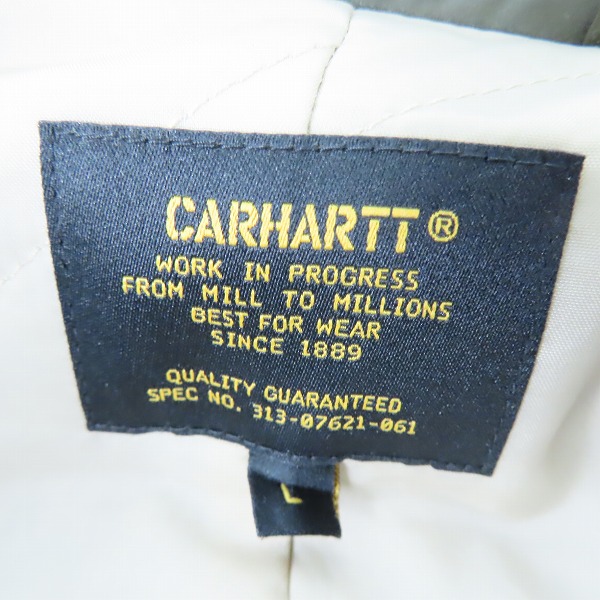 CARHARTT®
WORK IN PROGRESS
FROM MILL TO MILLIONS
BEST FOR WEAR
SINCE 1889
QUALITY GUARANTEED
SPEC NO. 313-07621-061
L